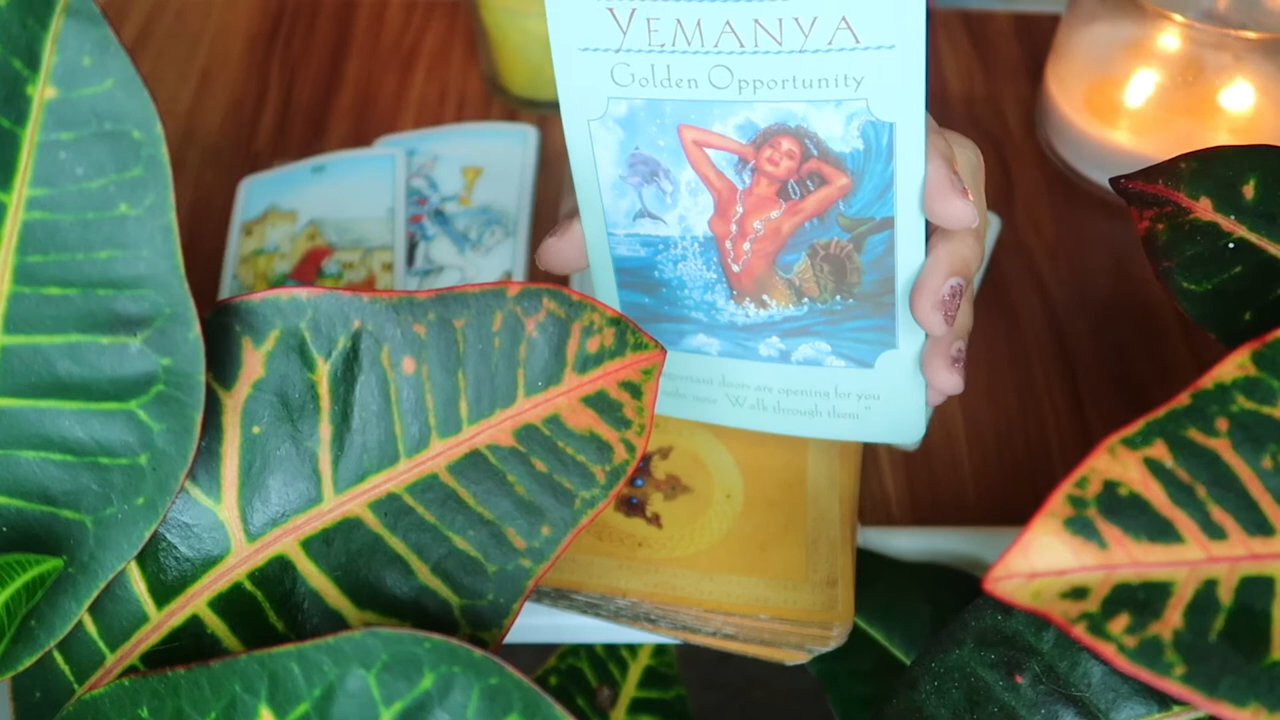 YEMANYA
Golden Opportunity
important doors are opening for you
now. Walk through them."